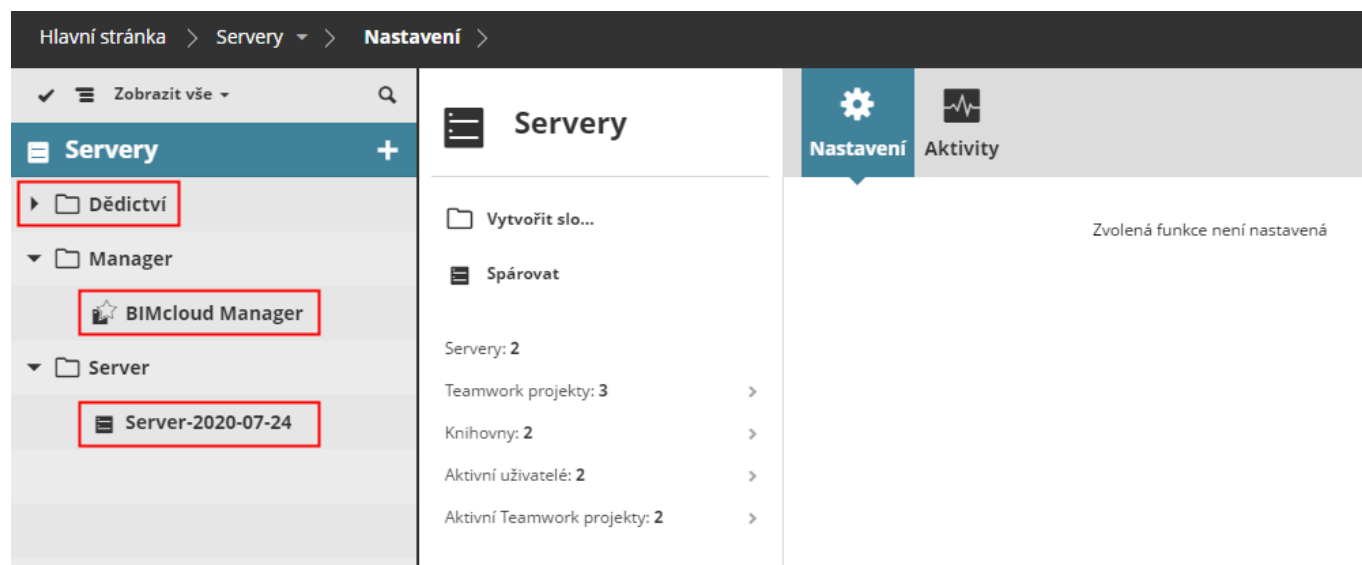 Hlavní stránka > Servery > Nastavení >
Zobrazit vše
Servery
Dědictví
Manager
BIMcloud Manager
Server
Server-2020-07-24
Servery
Vytvořit slo...
Spárovat
Servery: 2
Teamwork projekty: 3
Knihovny: 2
Aktivní uživatelé: 2
Aktivní Teamwork projekty: 2
Nastavení Aktivity
Zvolená funkce není nastavená